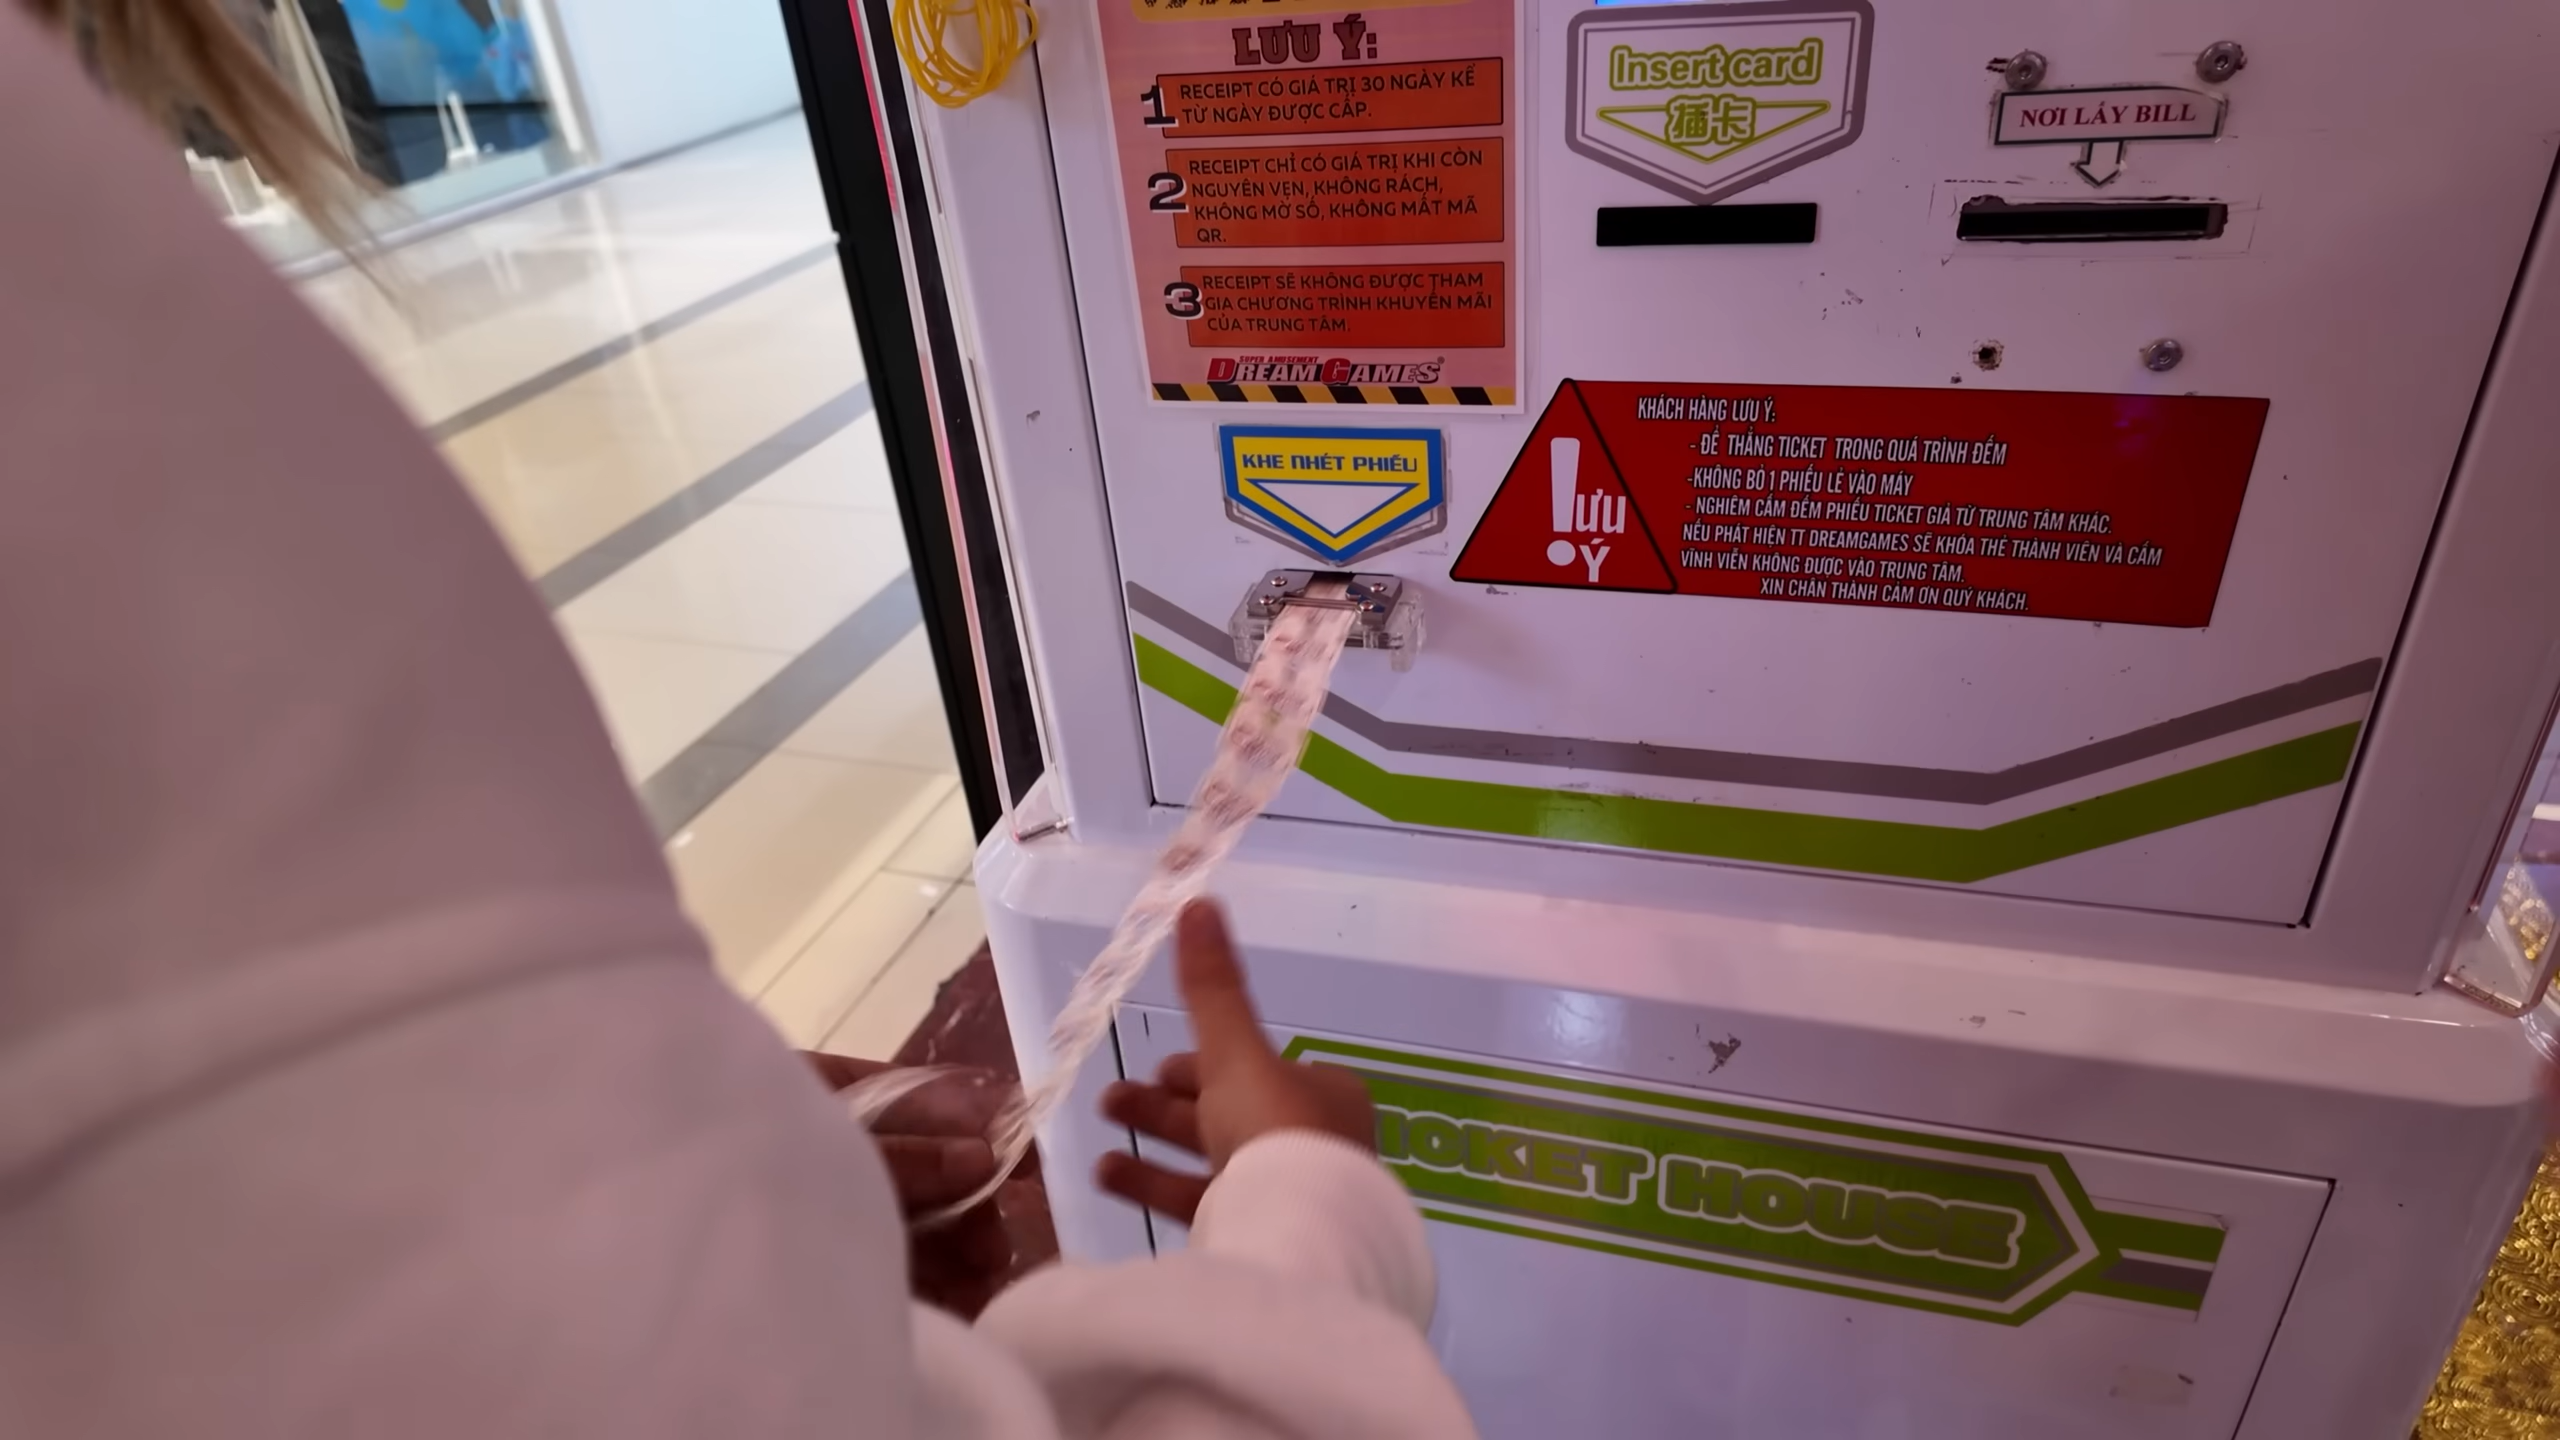 LƯU Ý:
1 RECEIPT CÓ GIÁ TRỊ 30 NGÀY KỂ
TỪ NGÀY ĐƯỢC CẤP.
2 RECEIPT CHỈ CÓ GIÁ TRỊ KHI CÒN
NGUYÊN VẸN, KHÔNG RÁCH,
KHÔNG MỜ SỐ, KHÔNG MẤT MÃ
QR.
3 RECEIPT SẼ KHÔNG ĐƯỢC THAM
GIA CHƯƠNG TRÌNH KHUYẾN MÃI
CỦA TRUNG TÂM.
SUPER AMUSEMENT
DREAM GAMES
Insert card
插卡
NƠI LẤY BILL
KHE NHÉT PHIẾU
Lưu
Ý
KHÁCH HÀNG LƯU Ý:
- ĐỂ THẲNG TICKET TRONG QUÁ TRÌNH ĐẾM
-KHÔNG BỎ 1 PHIẾU LẺ VÀO MÁY
- NGHIÊM CẤM ĐẾM PHIẾU TICKET GIẢ TỪ TRUNG TÂM KHÁC.
NẾU PHÁT HIỆN TT DREAMGAMES SẼ KHÓA THẺ THÀNH VIÊN VÀ CẤM
VĨNH VIỄN KHÔNG ĐƯỢC VÀO TRUNG TÂM.
XIN CHÂN THÀNH CẢM ƠN QUÝ KHÁCH.
ICKET HOUSE